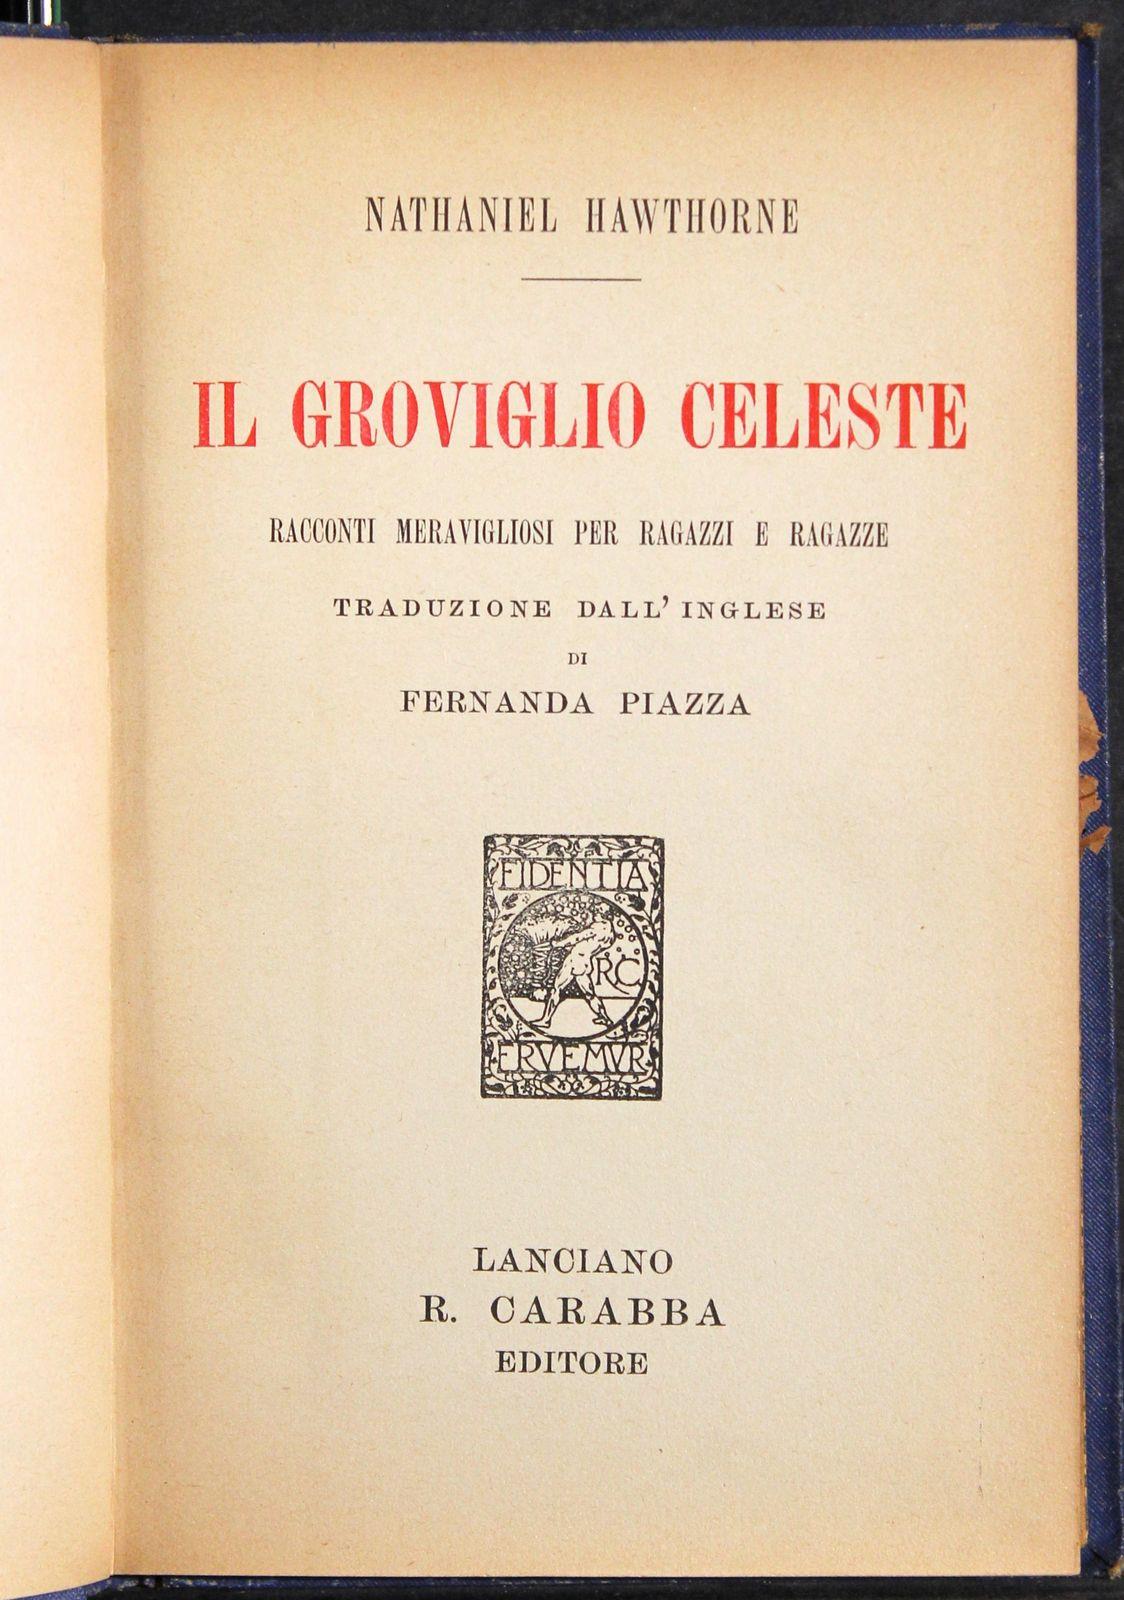 NATHANIEL HAWTHORNE
IL GROVIGLIO CELESTE
RACCONTI MERAVIGLIOSI PER RAGAZZI E RAGAZZE
TRADUZIONE DALL' INGLESE
DI
FERNANDA PIAZZA
FIDENTIA
RC
FRVEMVR
LANCIANO
R. CARABBA
EDITORE